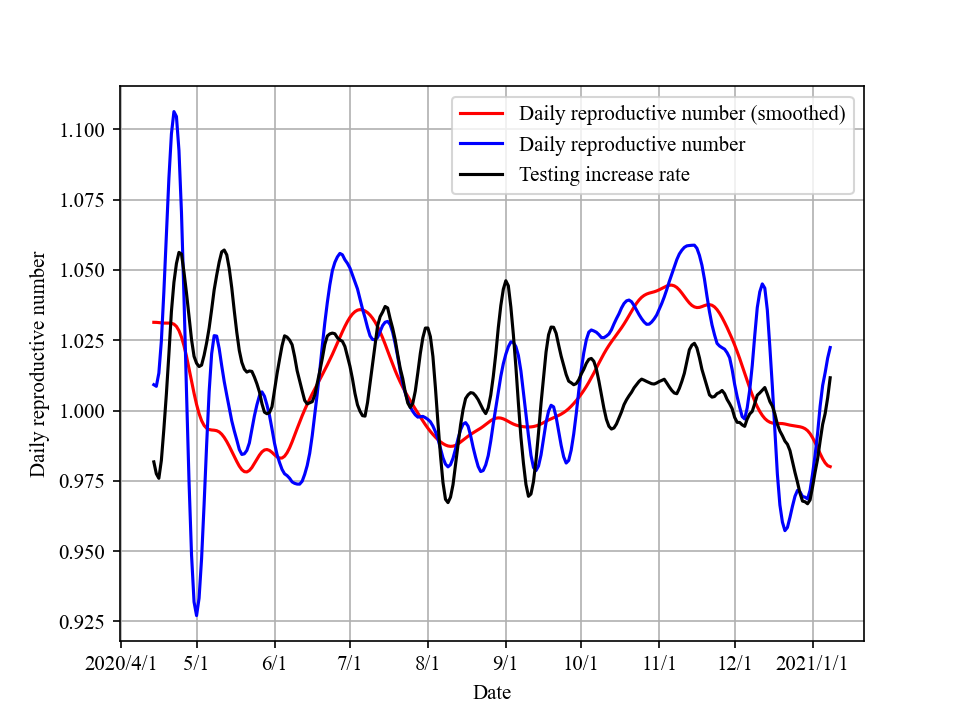 Daily reproductive number (smoothed)
Daily reproductive number
Testing increase rate
Daily reproductive number
1.100
1.075
1.050
1.025
1.000
0.975
0.950
0.925
2020/4/1 5/1 6/1 7/1 8/1 9/1 10/1 11/1 12/1 2021/1/1
Date